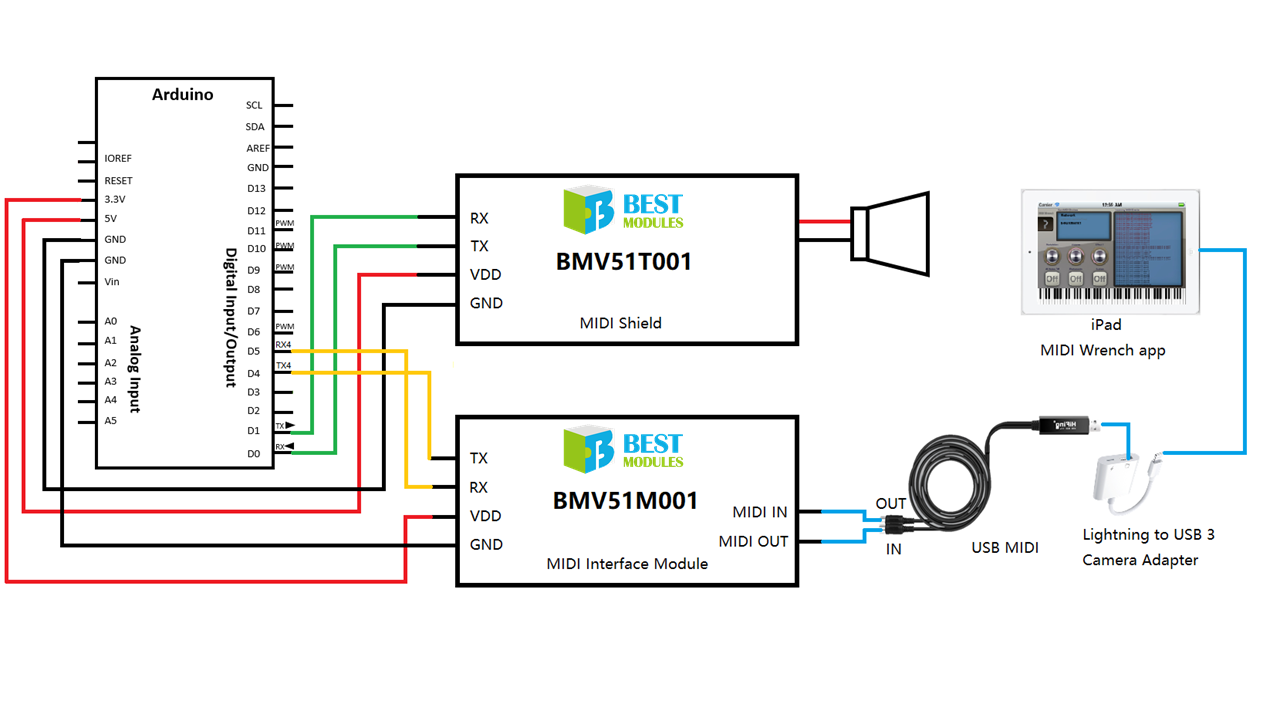 Arduino
SCL
SDA
AREF
GND
D13
D12
PWM
D11
PWM
D10
PWM
D9
D8
D7
PWM
D6
RX4
D5
TX4
D4
D3
D2
TX
D1
RX
D0
IOREF
RESET
3.3V
5V
GND
GND
Vin
A0
A1
A2
A3
A4
A5
Analog Input
Digital Input/Output
BEST
MODULES
RX
TX
VDD
GND
BMV51T001
MIDI Shield
BEST
MODULES
TX
RX
VDD
GND
BMV51M001
MIDI Interface Module
MIDI IN
MIDI OUT
OUT
IN
USB MIDI
HiFing
Lightning to USB 3
Camera Adapter
Off
Off
Off
iPad
MIDI Wrench app